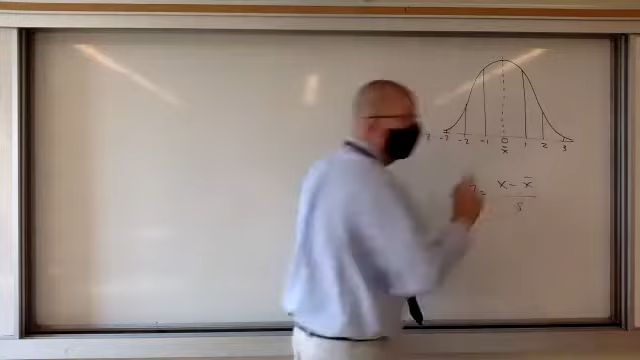 z -3 -2 -1 0 1 2 3
x̄
z = x - x̄
s